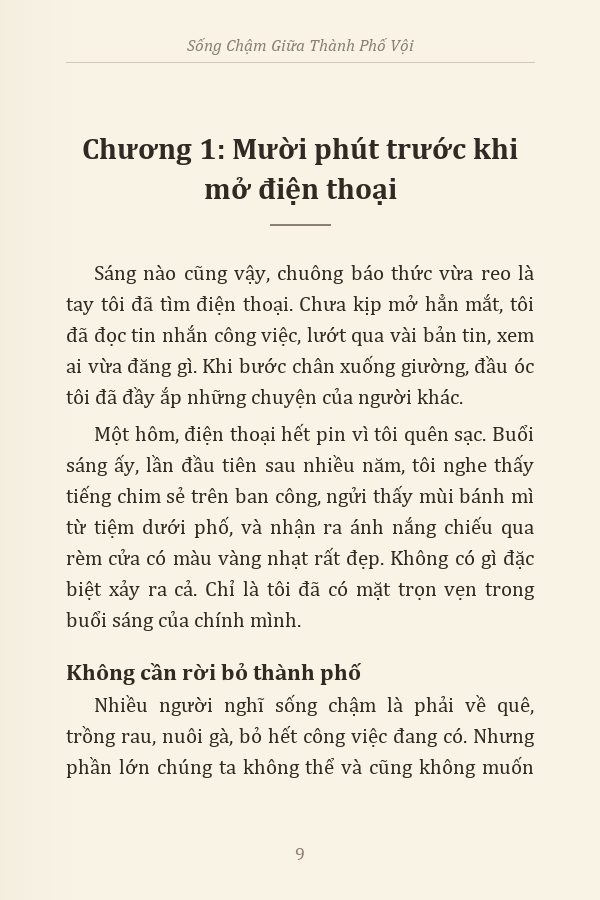 Sống Chậm Giữa Thành Phố Vội
Chương 1: Mười phút trước khi
mở điện thoại
Sáng nào cũng vậy, chuông báo thức vừa reo là
tay tôi đã tìm điện thoại. Chưa kịp mở hẳn mắt, tôi
đã đọc tin nhắn công việc, lướt qua vài bản tin, xem
ai vừa đăng gì. Khi bước chân xuống giường, đầu óc
tôi đã đầy ắp những chuyện của người khác.
Một hôm, điện thoại hết pin vì tôi quên sạc. Buổi
sáng ấy, lần đầu tiên sau nhiều năm, tôi nghe thấy
tiếng chim sẻ trên ban công, ngửi thấy mùi bánh mì
từ tiệm dưới phố, và nhận ra ánh nắng chiếu qua
rèm cửa có màu vàng nhạt rất đẹp. Không có gì đặc
biệt xảy ra cả. Chỉ là tôi đã có mặt trọn vẹn trong
buổi sáng của chính mình.
Không cần rời bỏ thành phố
Nhiều người nghĩ sống chậm là phải về quê,
trồng rau, nuôi gà, bỏ hết công việc đang có. Nhưng
phần lớn chúng ta không thể và cũng không muốn
9